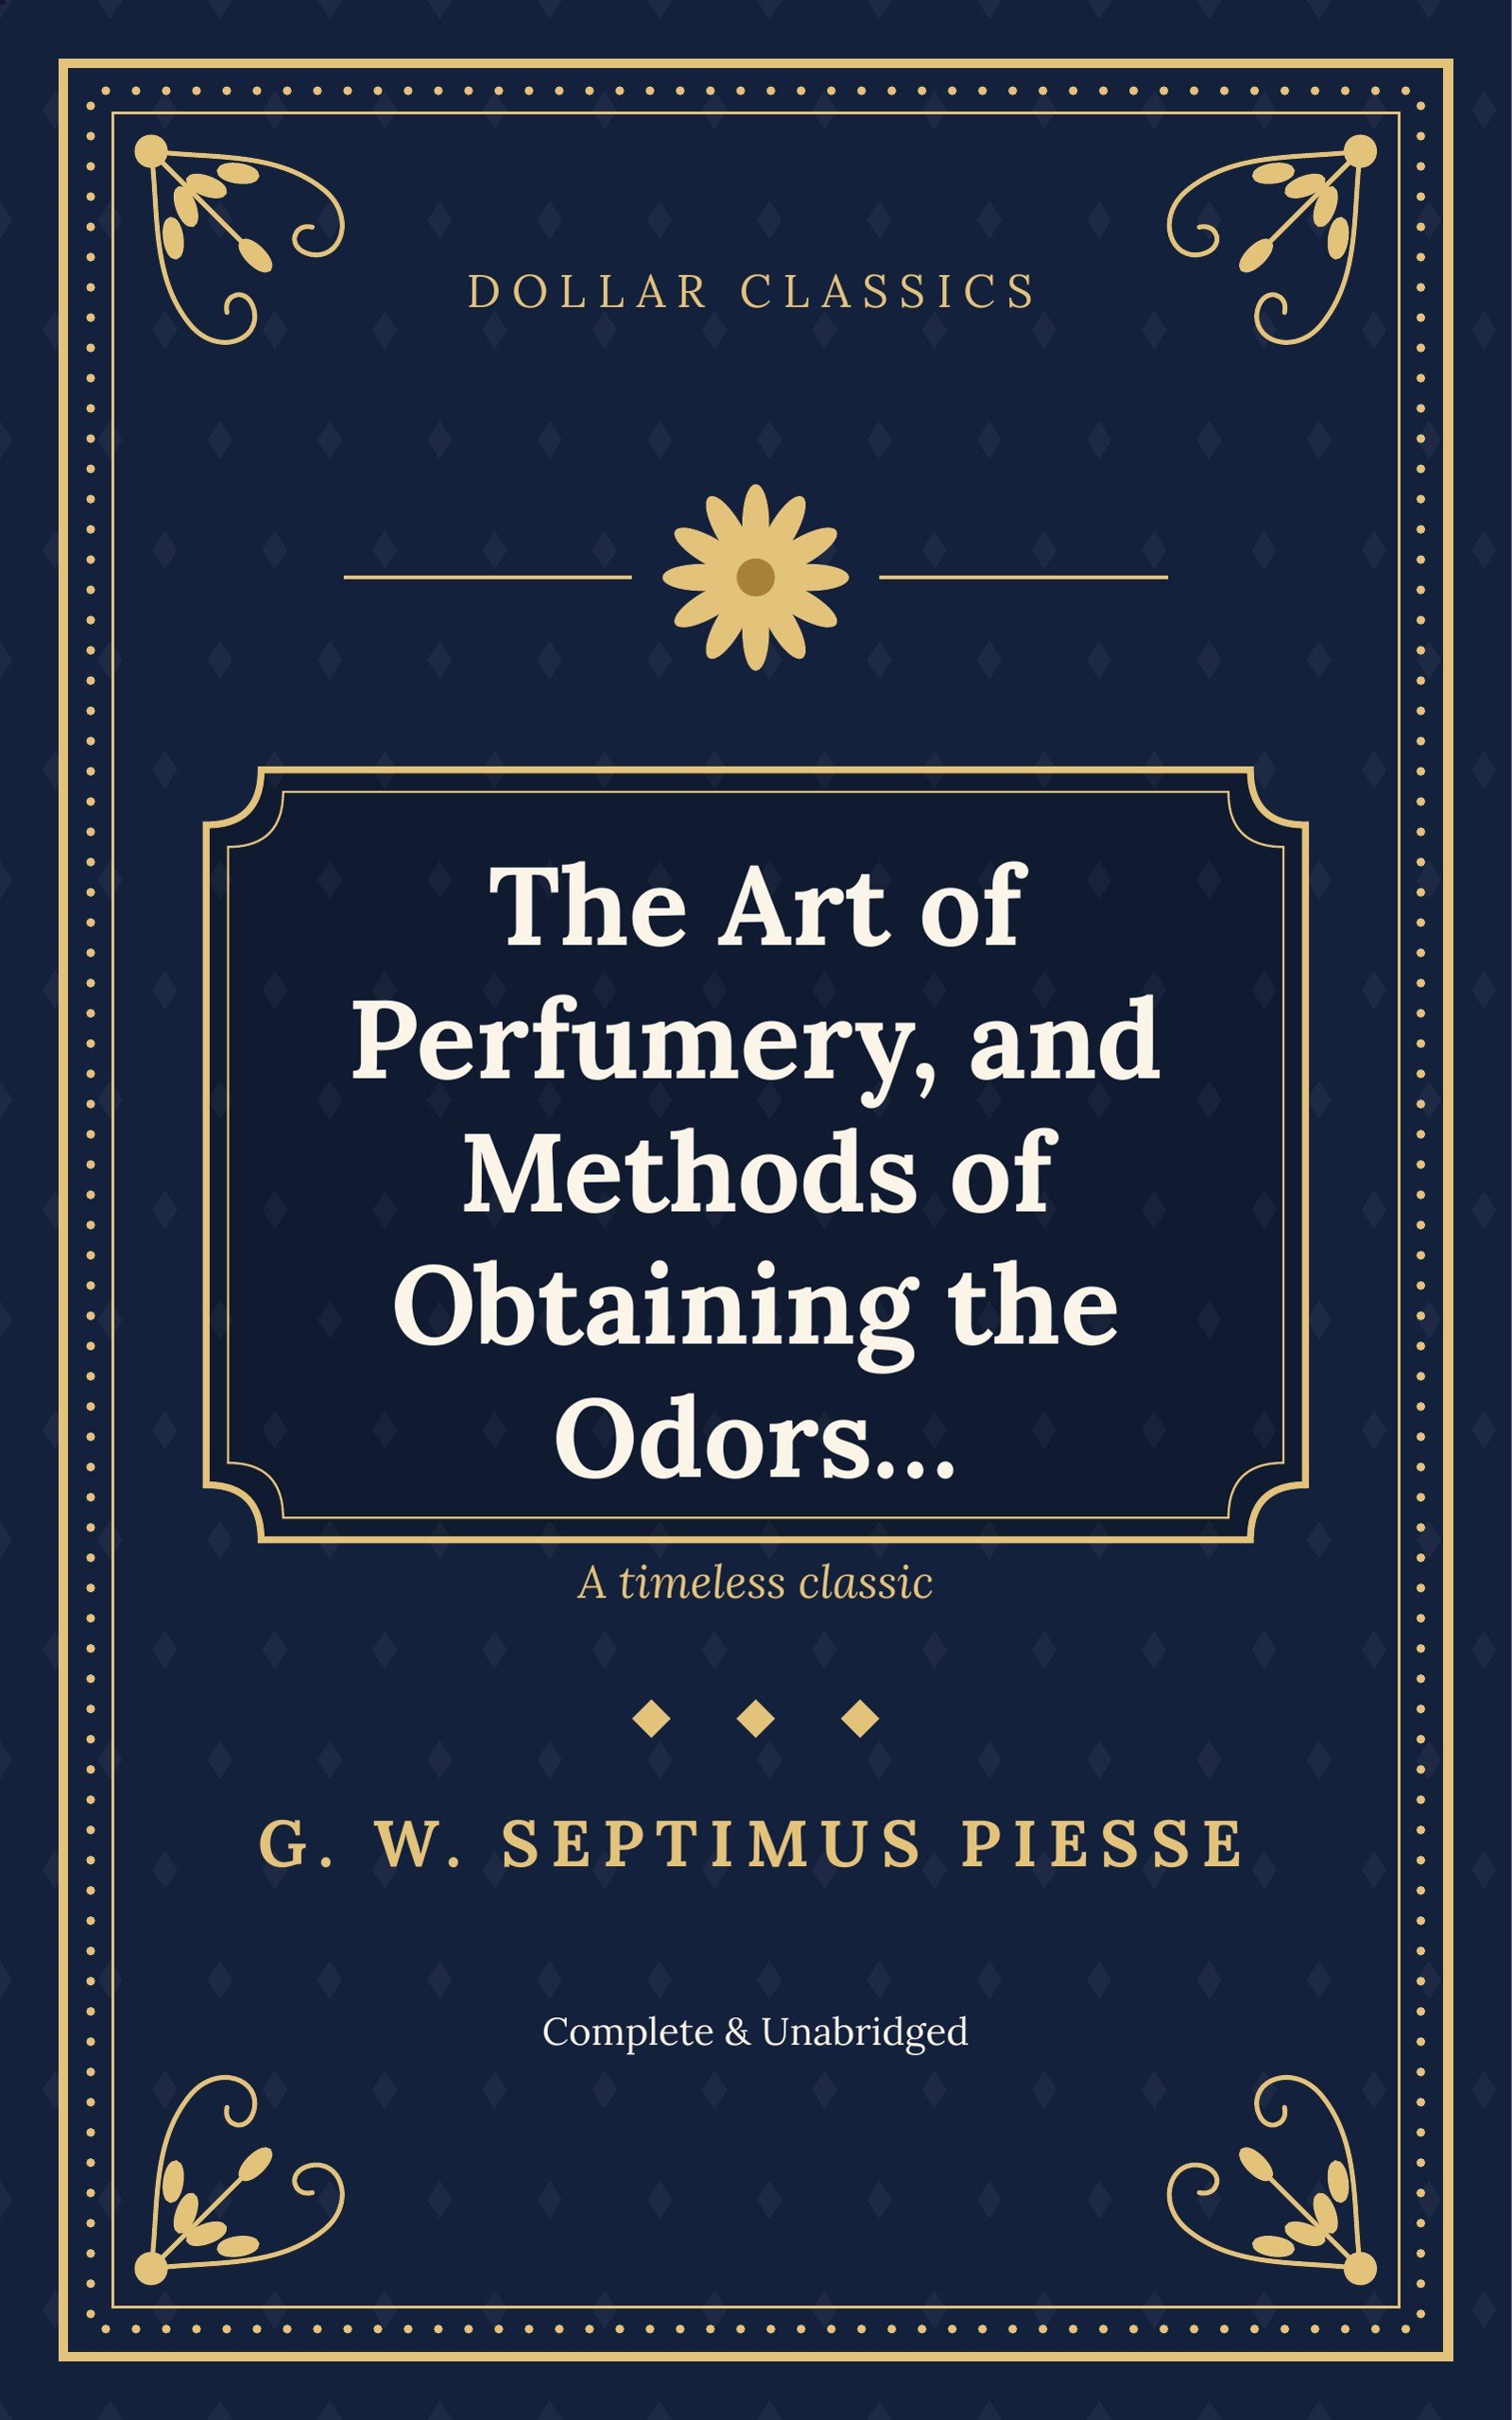 DOLLAR CLASSICS
The Art of
Perfumery, and
Methods of
Obtaining the
Odors...
A timeless classic
G. W. SEPTIMUS PIESSE
Complete & Unabridged